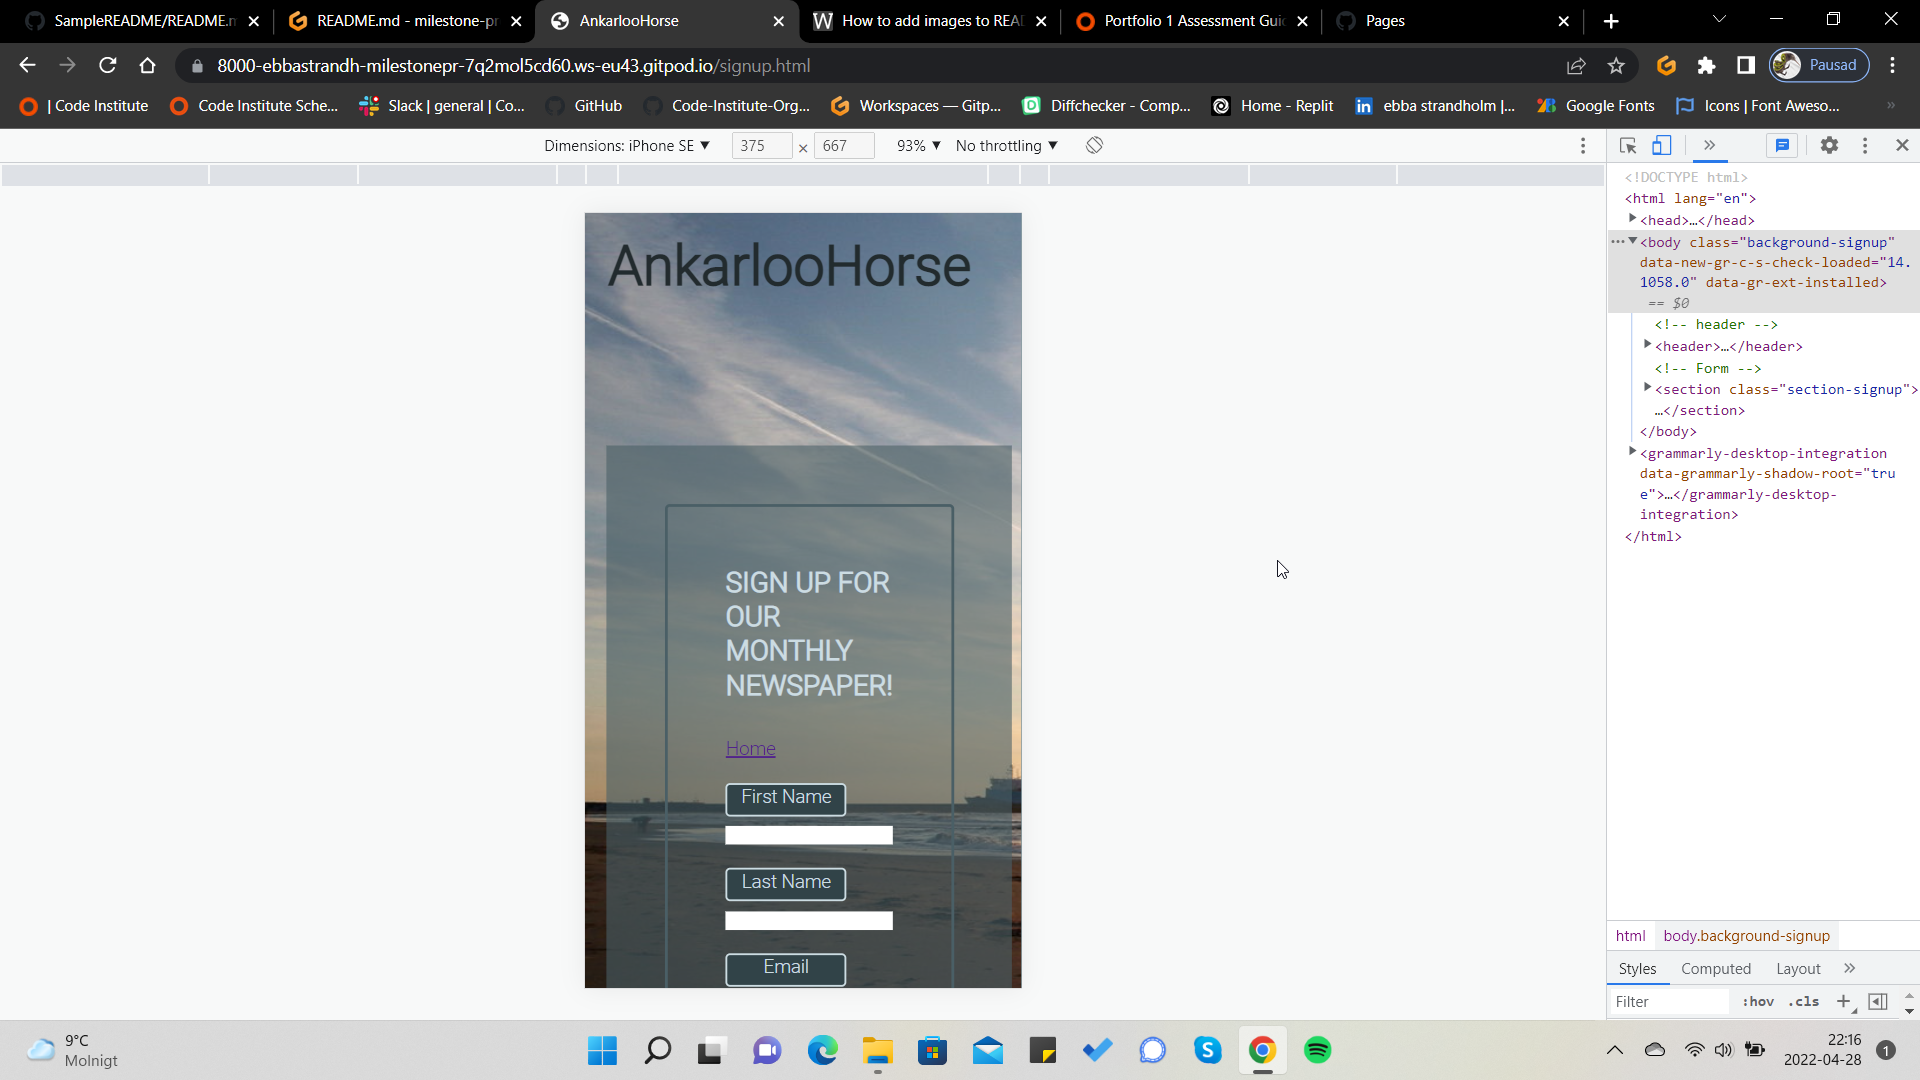 SampleREADME/README.m
README.md - milestone-pr
AnkarlooHorse
How to add images to READ
Portfolio 1 Assessment Gui
Pages
8000-ebbastrandh-milestonepr-7q2mol5cd60.ws-eu43.gitpod.io/signup.html
Pausad
| Code Institute
Code Institute Sche...
Slack | general | Co...
GitHub
Code-Institute-Org...
Workspaces — Gitp...
Diffchecker - Comp...
Home - Replit
ebba strandholm |...
Google Fonts
Icons | Font Aweso...
Dimensions: iPhone SE ▼
375
×
667
93% ▼
No throttling ▼
AnkarlooHorse
SIGN UP FOR
OUR
MONTHLY
NEWSPAPER!
Home
First Name
Last Name
Email
<!DOCTYPE html>
<html lang="en">
<head>…</head>
<body class="background-signup"
data-new-gr-c-s-check-loaded="14.
1058.0" data-gr-ext-installed>
== $0
<!-- header -->
<header>…</header>
<!-- Form -->
<section class="section-signup">
…</section>
</body>
<grammarly-desktop-integration
data-grammarly-shadow-root="tru
e">…</grammarly-desktop-
integration>
</html>
html
body.background-signup
Styles
Computed
Layout
Filter
:hov
.cls
9°C
Molnigt
22:16
2022-04-28
1